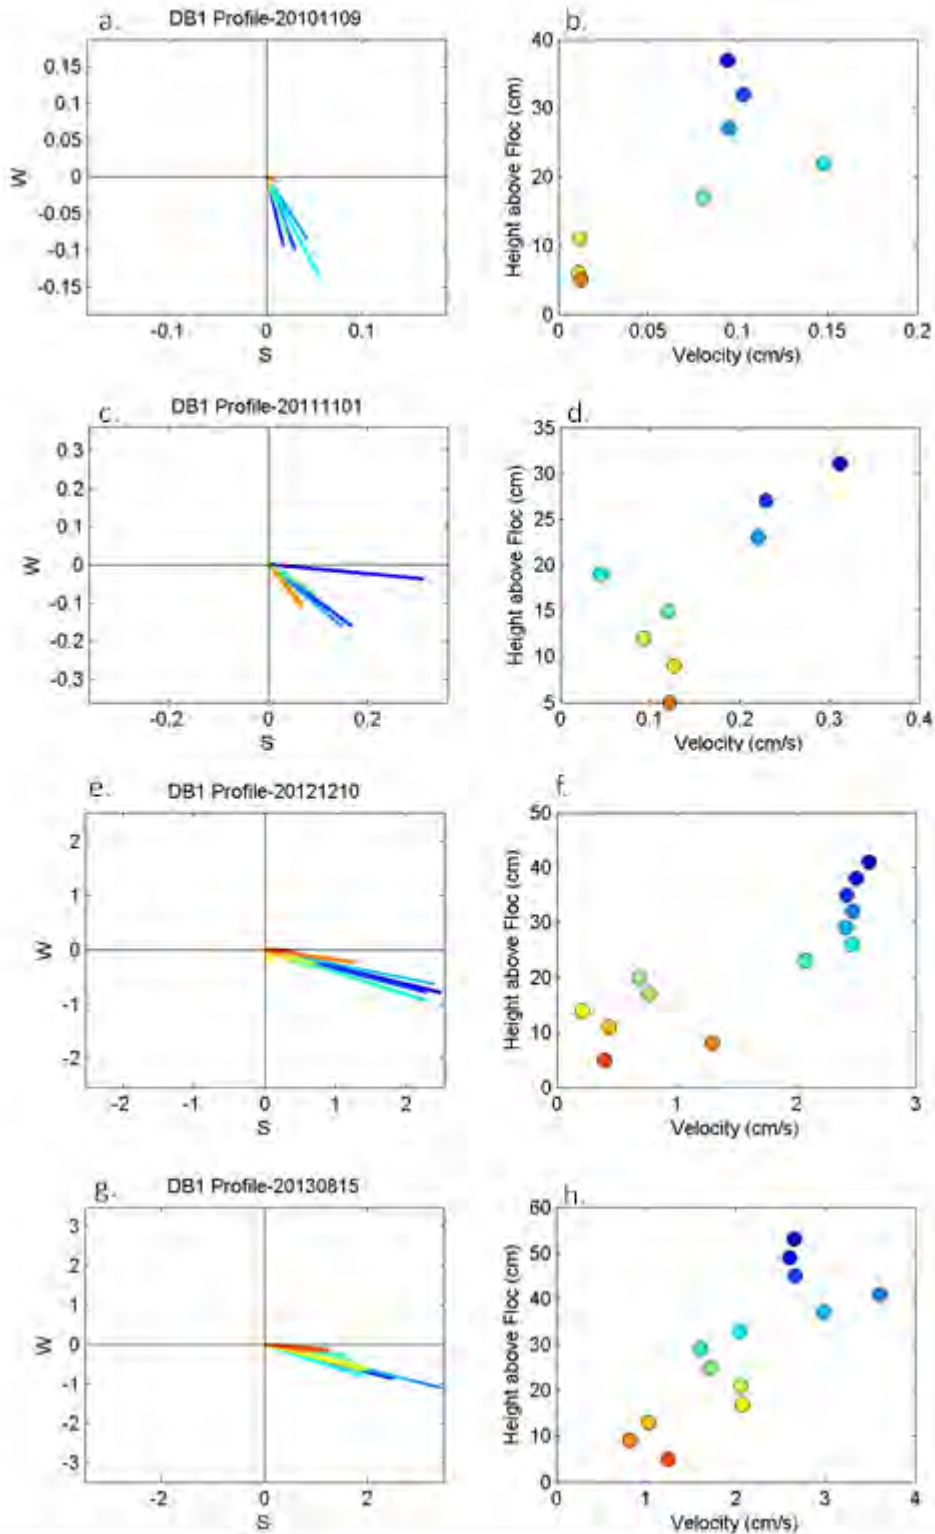 a. DB1 Profile-20101109
0.15
0.1
0.05
0
-0.05
-0.1
-0.15
W
-0.1 0 0.1
S
b.
40
30
20
10
0
Height above Floc (cm)
0 0.05 0.1 0.15 0.2
Velocity (cm/s)
c. DB1 Profile-20111101
0.3
0.2
0.1
0
-0.1
-0.2
-0.3
W
-0.2 0 0.2
S
d.
35
30
25
20
15
10
5
Height above Floc (cm)
0 0.1 0.2 0.3 0.4
Velocity (cm/s)
e. DB1 Profile-20121210
2
1
0
-1
-2
W
-2 -1 0 1 2
S
f.
50
40
30
20
10
0
Height above Floc (cm)
0 1 2 3
Velocity (cm/s)
g. DB1 Profile-20130815
3
2
1
0
-1
-2
-3
W
-2 0 2
S
h.
60
50
40
30
20
10
0
Height above Floc (cm)
0 1 2 3 4
Velocity (cm/s)